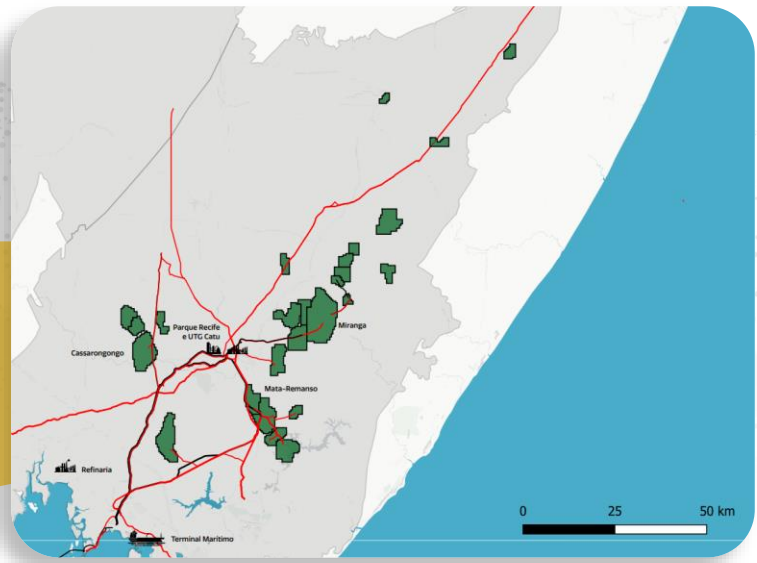 Parque Recife
e UTG Catu
Miranga
Cassarongongo
Mata-Remanso
Refinaria
0 25 50 km
Terminal Marítimo